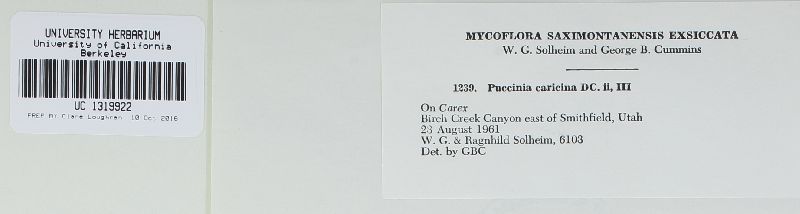 UNIVERSITY HERBARIUM
University of California
Berkeley
UC 1319922
PREP by Clare Loughran, 10 Oct 2016
MYCOFLORA SAXIMONTANENSIS EXSICCATA
W. G. Solheim and George B. Cummins
1239. Puccinia caricina DC. ii, III
On Carex
Birch Creek Canyon east of Smithfield, Utah
23 August 1961
W. G. & Ragnhild Solheim, 6103
Det. by GBC